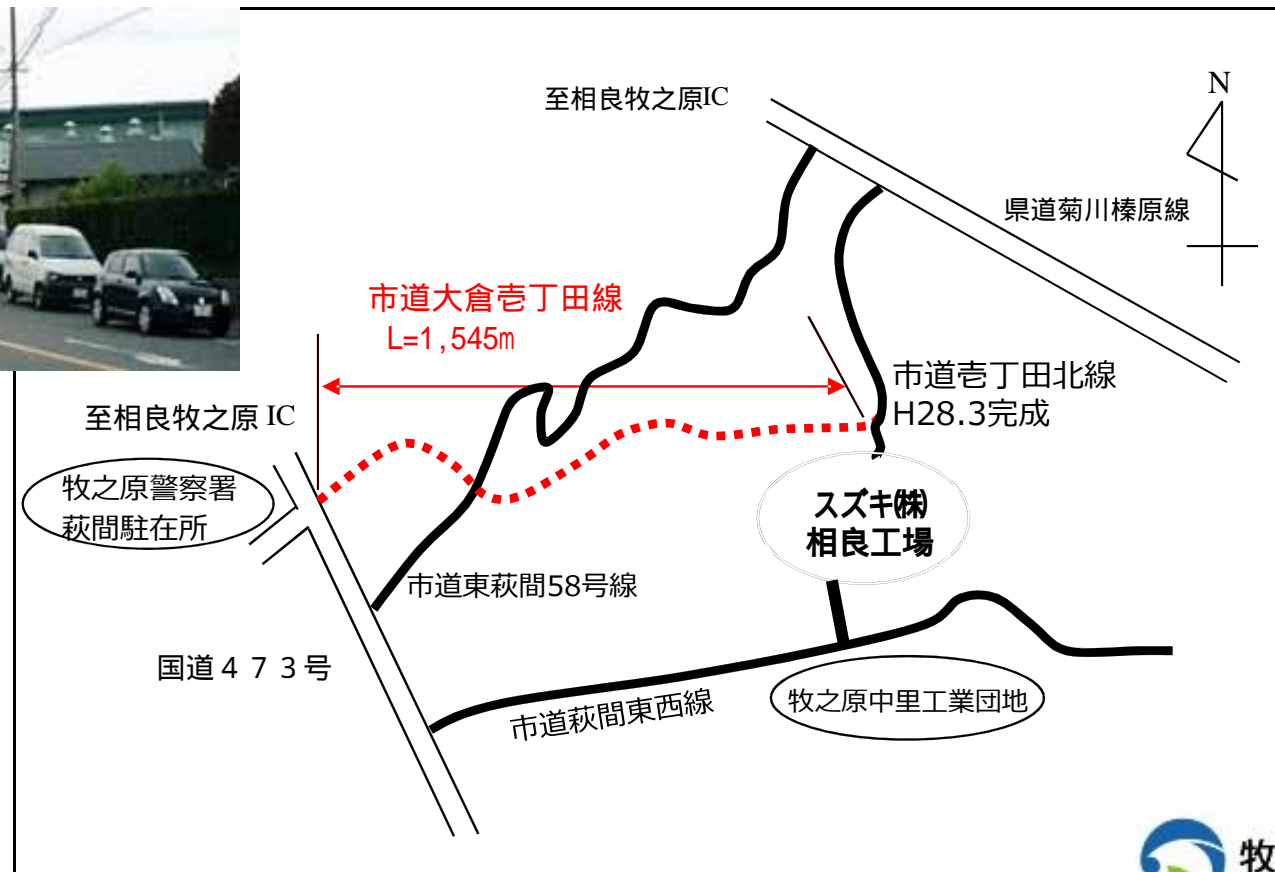 至相良牧之原IC
N
県道菊川榛原線
市道大倉壱丁田線
L=1,545m
市道壱丁田北線
H28.3完成
至相良牧之原 IC
牧之原警察署
萩間駐在所
スズキ㈱
相良工場
市道東萩間58号線
国道４７３号
牧之原中里工業団地
市道萩間東西線
牧